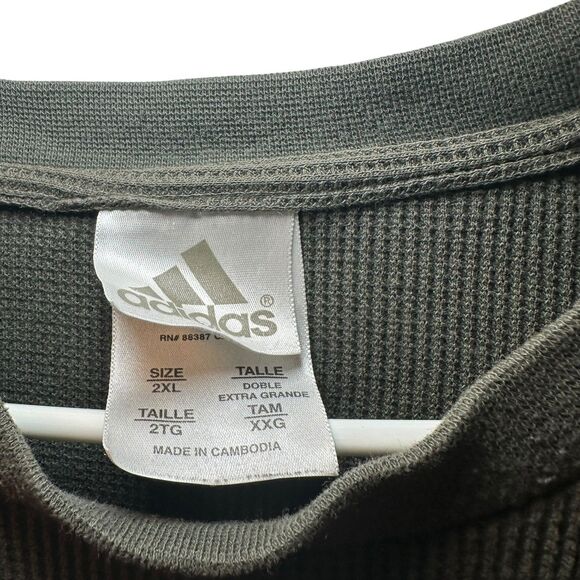 adidas®
RN# 88387
SIZE TALLE
2XL DOBLE
EXTRA GRANDE
TAILLE TAM
2TG XXG
MADE IN CAMBODIA